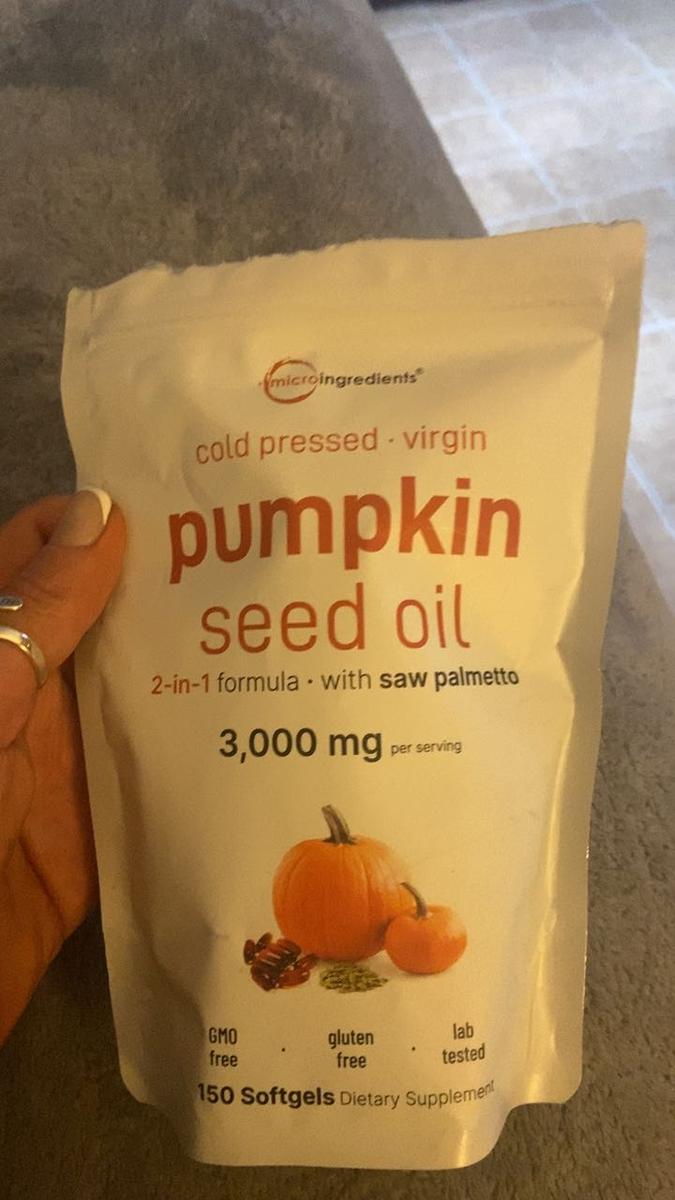 microingredients®
cold pressed · virgin
pumpkin
seed oil
2-in-1 formula · with saw palmetto
3,000 mg per serving
GMO free · gluten free · lab tested
150 Softgels Dietary Supplement